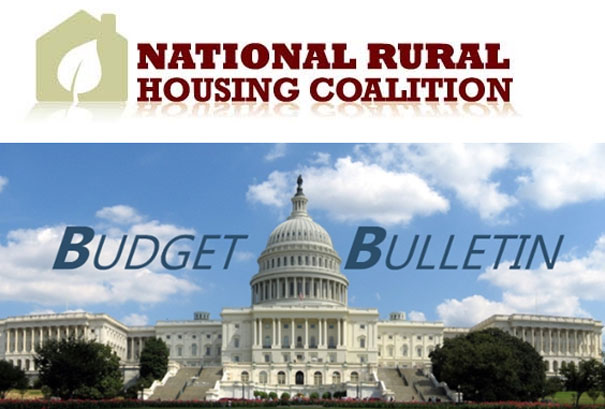 NATIONAL RURAL
HOUSING COALITION
BUDGET BULLETIN